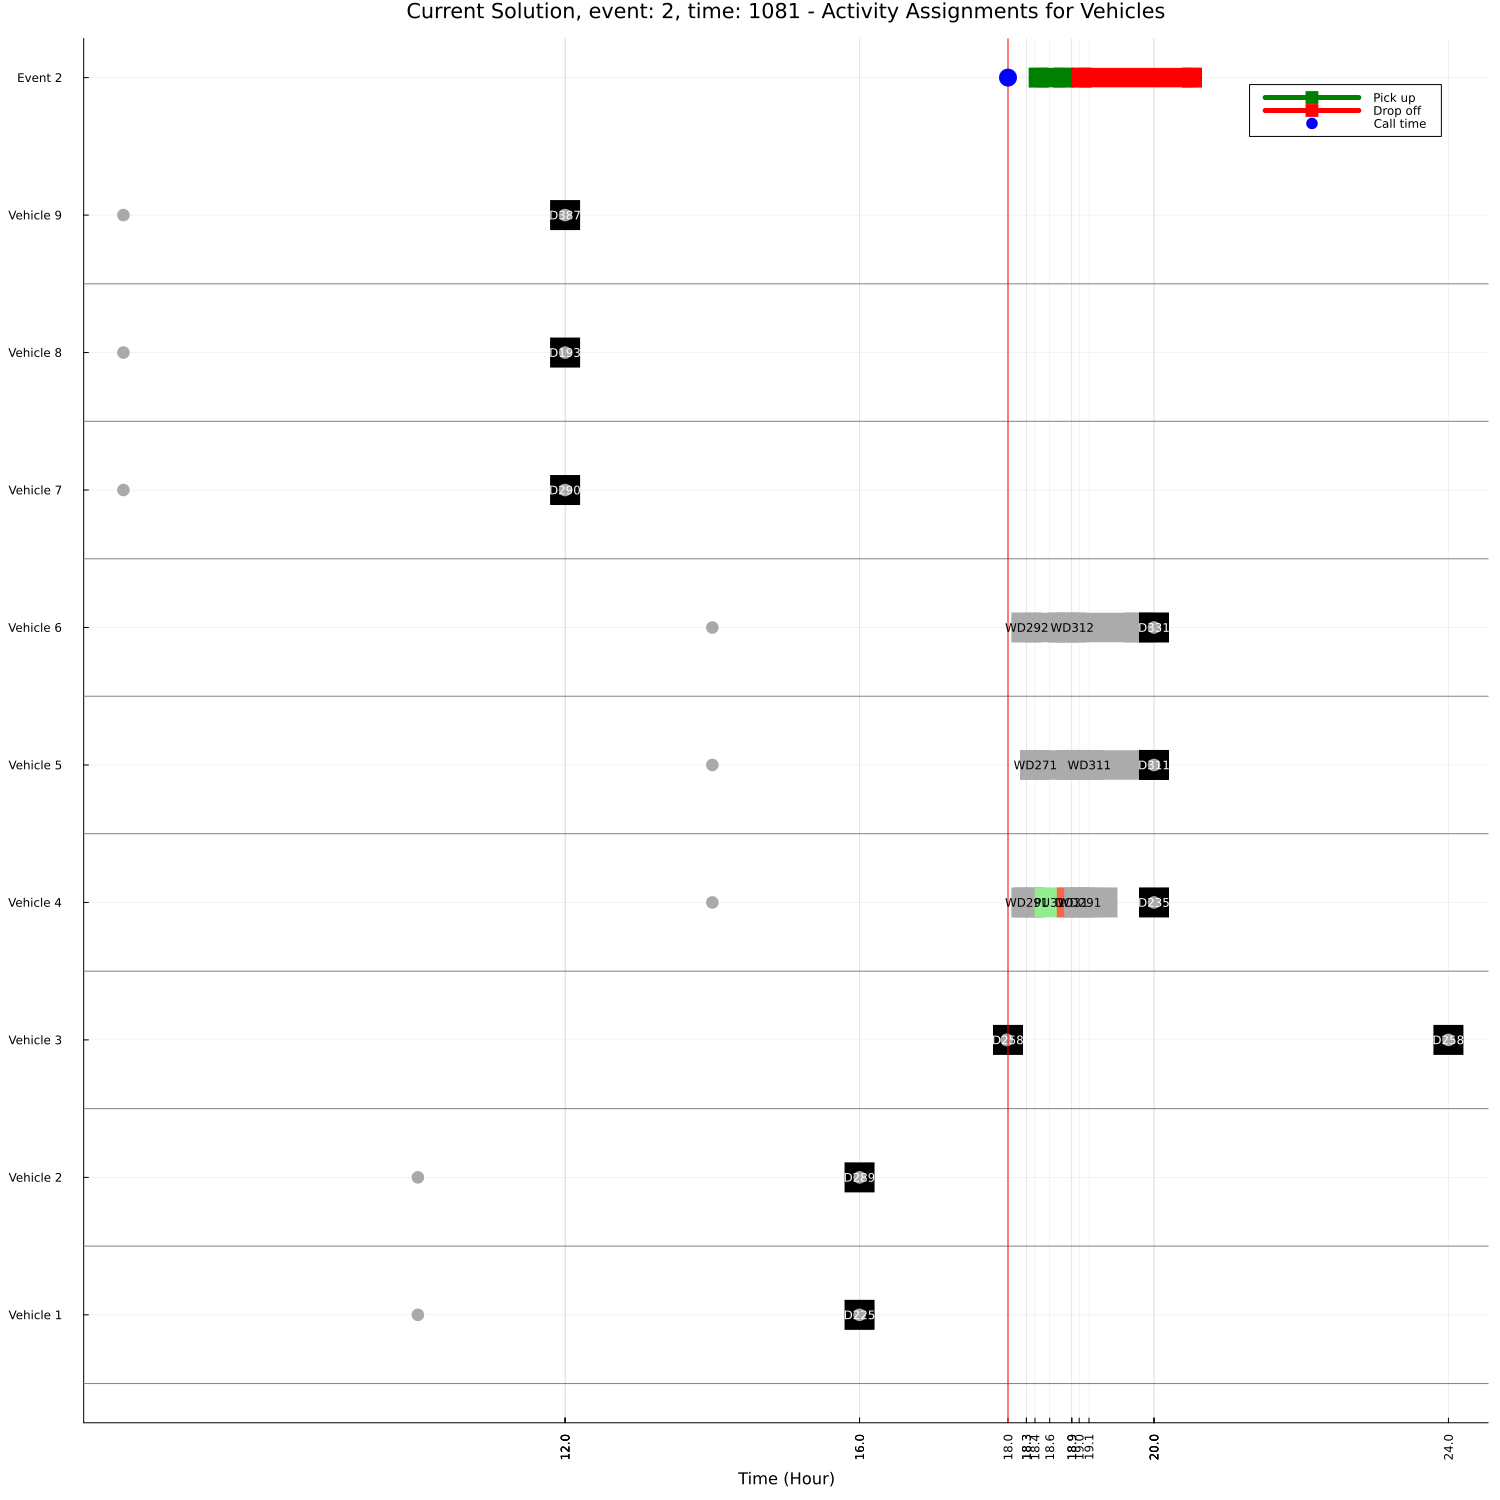 Current Solution, event: 2, time: 1081 - Activity Assignments for Vehicles
Event 2
Pick up
Drop off
Call time
Vehicle 9
D387
Vehicle 8
D193
Vehicle 7
D290
Vehicle 6
WD292
WD312
D331
Vehicle 5
WD271
WD311
D311
Vehicle 4
WD291
WD291
D235
Vehicle 3
D258
D258
Vehicle 2
D289
Vehicle 1
D225
12.0
16.0
18.0
18.3
18.4
18.6
18.9
19.0
19.1
20.0
24.0
Time (Hour)